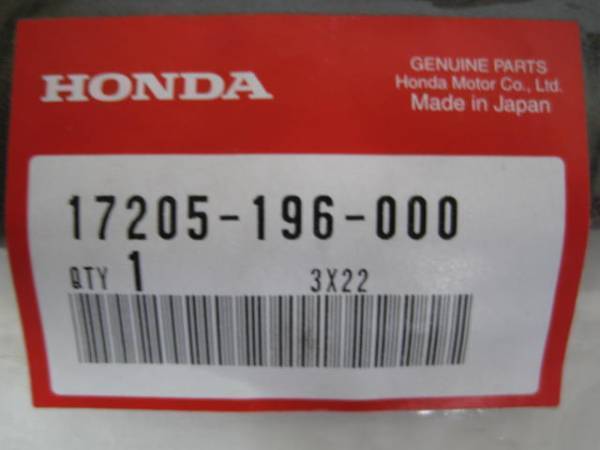 HONDA
GENUINE PARTS
Honda Motor Co., Ltd.
Made in Japan
17205-196-000
QTY 1 3X22